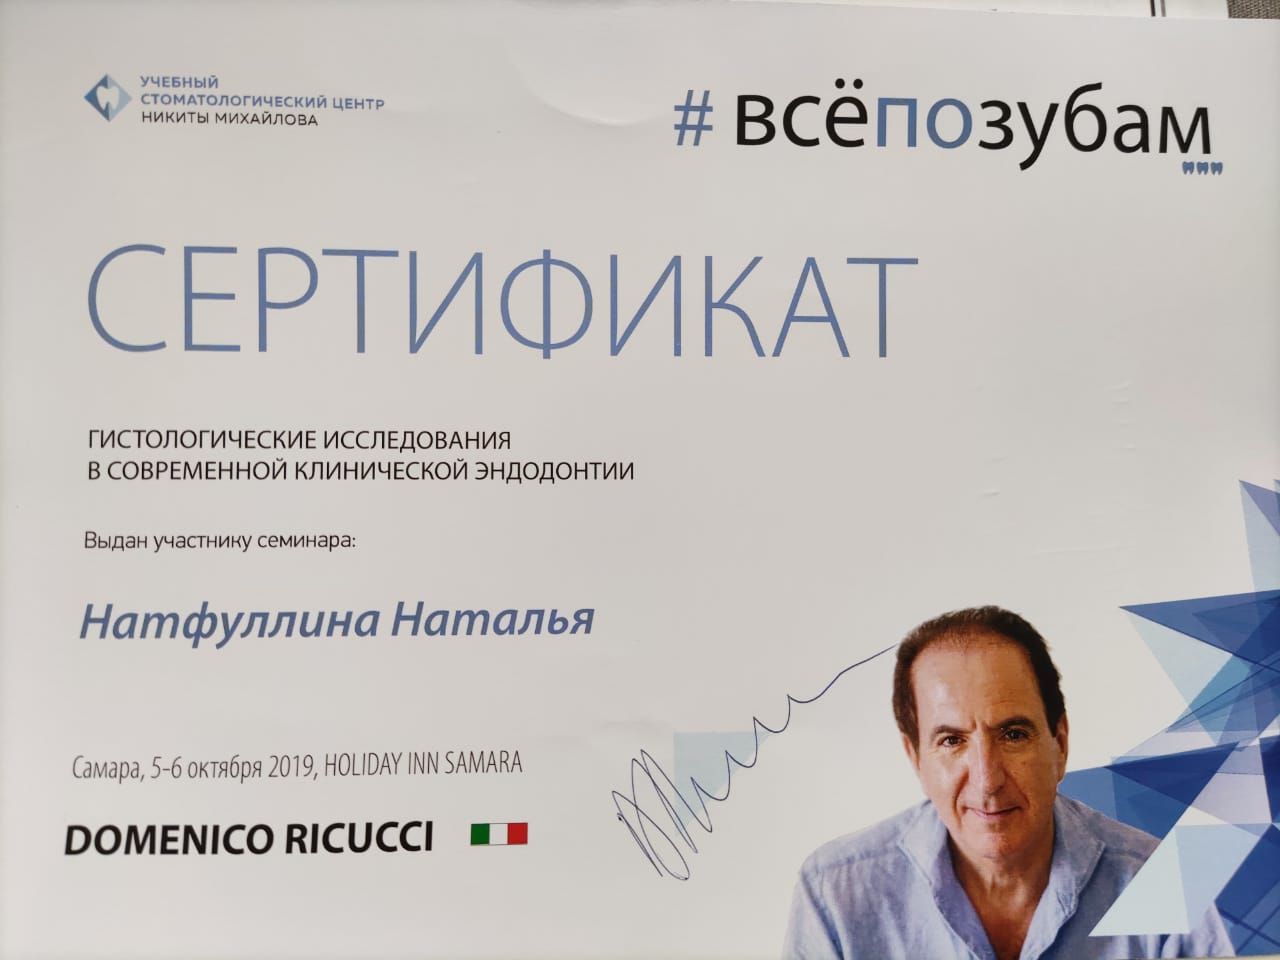 УЧЕБНЫЙ
СТОМАТОЛОГИЧЕСКИЙ ЦЕНТР
НИКИТЫ МИХАЙЛОВА
# всёпозубам
СЕРТИФИКАТ
ГИСТОЛОГИЧЕСКИЕ ИССЛЕДОВАНИЯ
В СОВРЕМЕННОЙ КЛИНИЧЕСКОЙ ЭНДОДОНТИИ
Выдан участнику семинара:
Натфуллина Наталья
Самара, 5-6 октября 2019, HOLIDAY INN SAMARA
DOMENICO RICUCCI